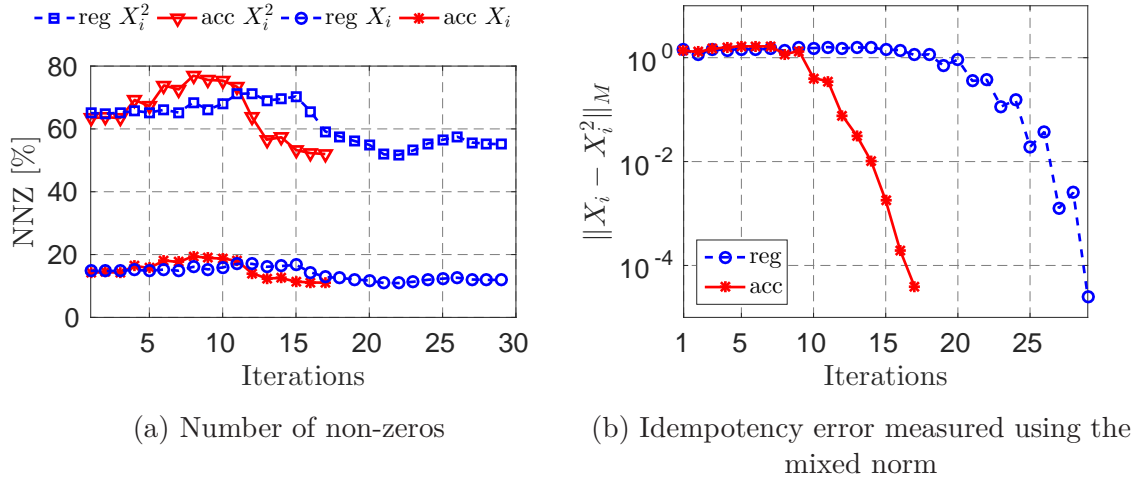 reg $X_i^2$ acc $X_i^2$ reg $X_i$ acc $X_i$
NNZ [%]
80
60
40
20
0
5 10 15 20 25 30
Iterations
(a) Number of non-zeros
$\|X_i - X_i^2\|_M$
$10^0$
$10^{-2}$
$10^{-4}$
reg
acc
1 5 10 15 20 25
Iterations
(b) Idempotency error measured using the
mixed norm